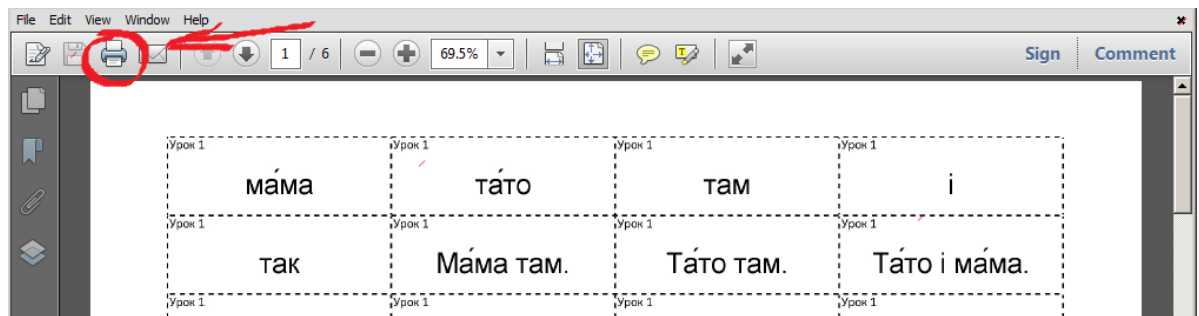 File Edit View Window Help
1 / 6 69.5% Sign Comment
Урок 1 Урок 1 Урок 1 Урок 1
ма́ма та́то там і
Урок 1 Урок 1 Урок 1 Урок 1
так Ма́ма там. Та́то там. Та́то і ма́ма.
Урок 1 Урок 1 Урок 1 Урок 1